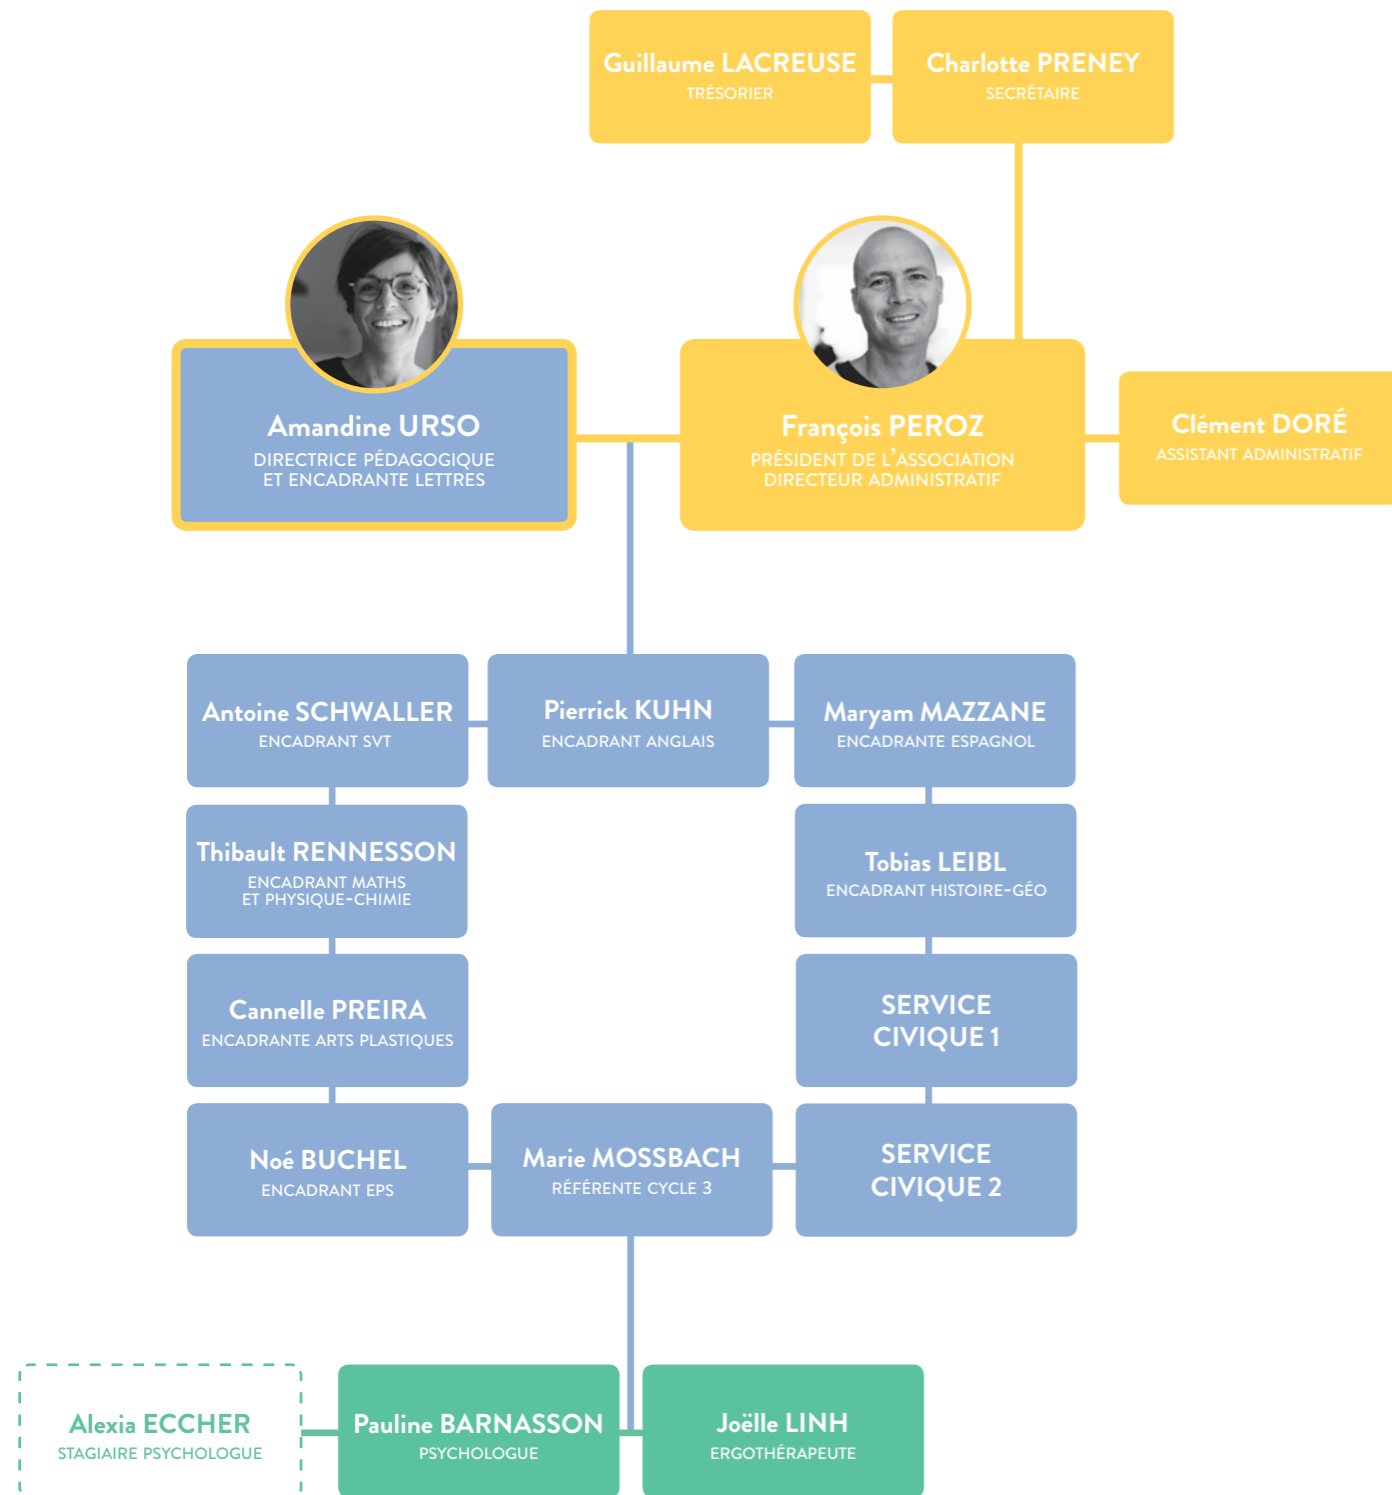 Guillaume LACREUSE
TRÉSORIER
Charlotte PRENEY
SECRÉTAIRE
Amandine URSO
DIRECTRICE PÉDAGOGIQUE
ET ENCADRANTE LETTRES
François PEROZ
PRÉSIDENT DE L'ASSOCIATION
DIRECTEUR ADMINISTRATIF
Clément DORÉ
ASSISTANT ADMINISTRATIF
Antoine SCHWALLER
ENCADRANT SVT
Pierrick KUHN
ENCADRANT ANGLAIS
Maryam MAZZANE
ENCADRANTE ESPAGNOL
Thibault RENNESSON
ENCADRANT MATHS
ET PHYSIQUE-CHIMIE
Tobias LEIBL
ENCADRANT HISTOIRE-GÉO
Cannelle PREIRA
ENCADRANTE ARTS PLASTIQUES
SERVICE
CIVIQUE 1
Noé BUCHEL
ENCADRANT EPS
Marie MOSSBACH
RÉFÉRENTE CYCLE 3
SERVICE
CIVIQUE 2
Alexia ECCHER
STAGIAIRE PSYCHOLOGUE
Pauline BARNASSON
PSYCHOLOGUE
Joëlle LINH
ERGOTHÉRAPEUTE